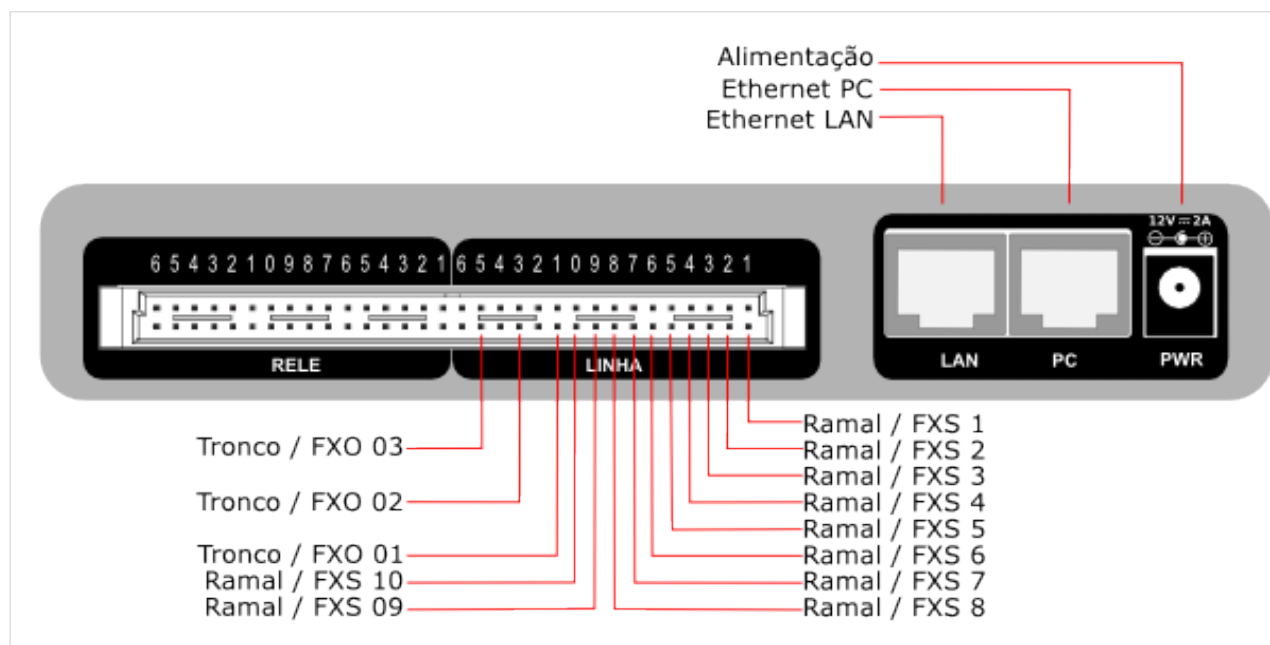 Alimentação
Ethernet PC
Ethernet LAN
12V 2A
6 5 4 3 2 1 0 9 8 7 6 5 4 3 2 1 6 5 4 3 2 1 0 9 8 7 6 5 4 3 2 1
RELE
LINHA
LAN
PC
PWR
Tronco / FXO 03
Tronco / FXO 02
Tronco / FXO 01
Ramal / FXS 10
Ramal / FXS 09
Ramal / FXS 1
Ramal / FXS 2
Ramal / FXS 3
Ramal / FXS 4
Ramal / FXS 5
Ramal / FXS 6
Ramal / FXS 7
Ramal / FXS 8